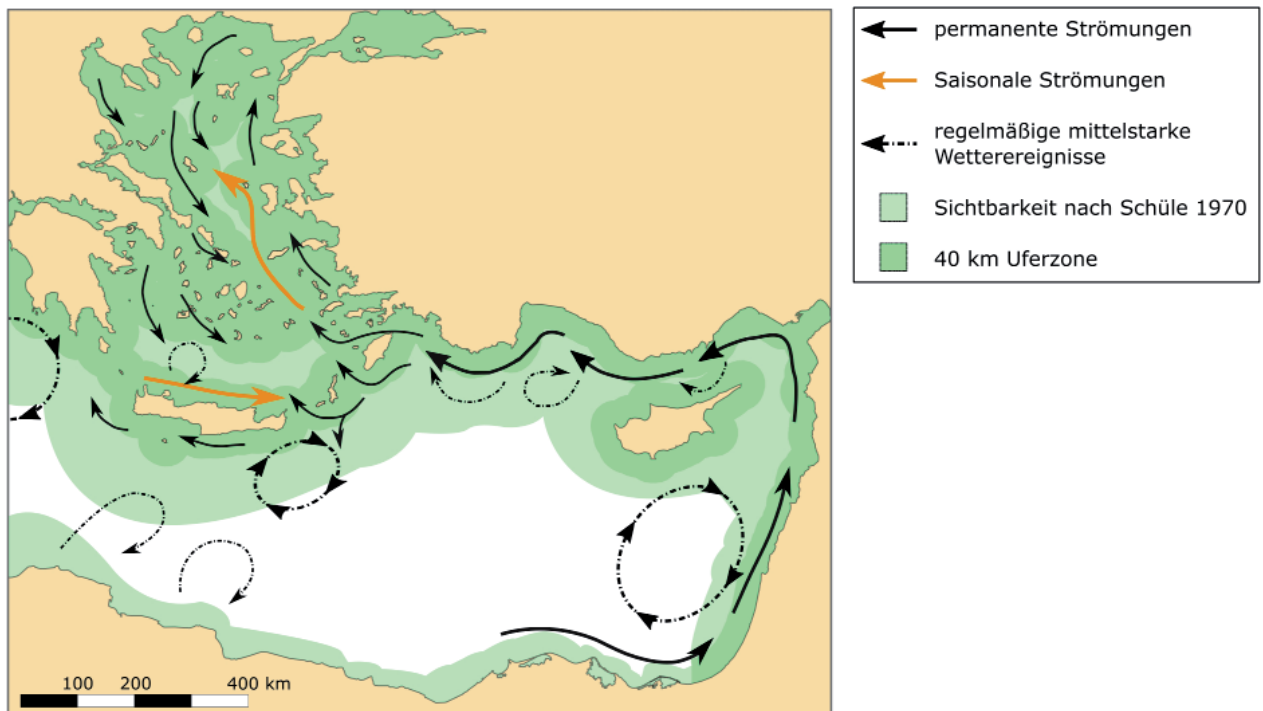 permanente Strömungen
Saisonale Strömungen
regelmäßige mittelstarke
Wetterereignisse
Sichtbarkeit nach Schüle 1970
40 km Uferzone
100 200 400 km